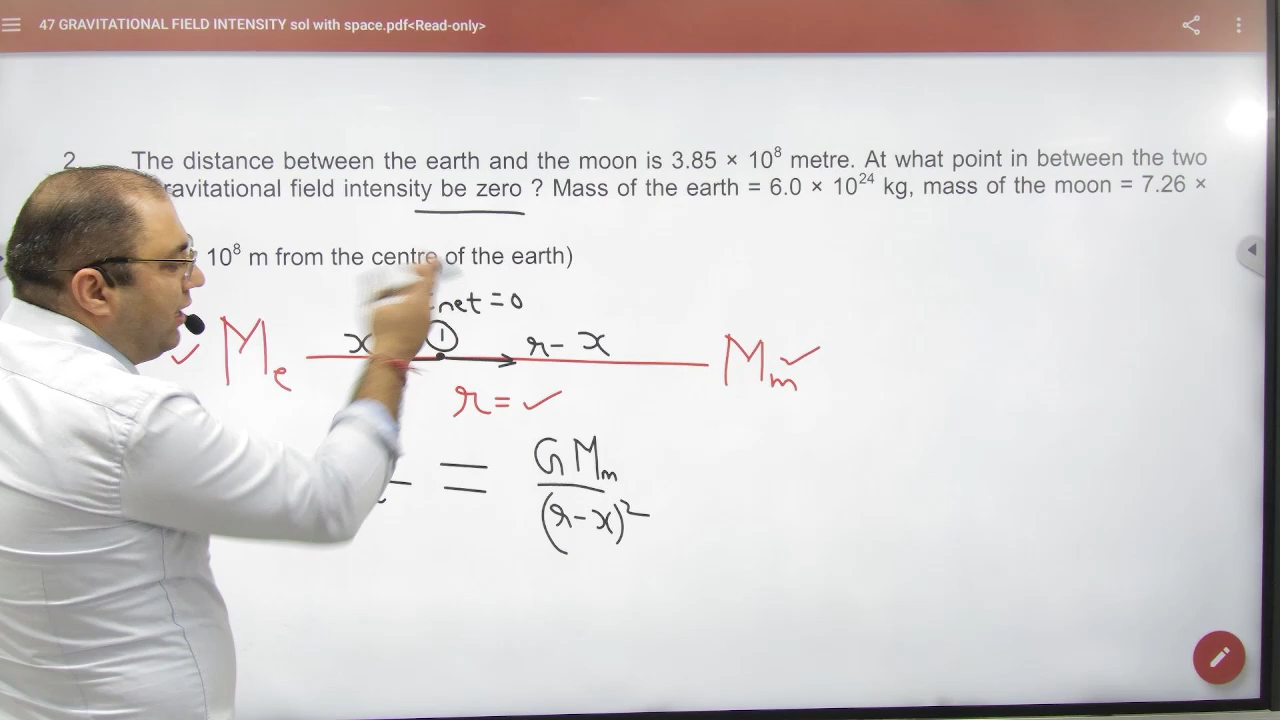 47 GRAVITATIONAL FIELD INTENSITY sol with space.pdf<Read-only>
2. The distance between the earth and the moon is 3.85 × 10⁸ metre. At what point in between the two
ravitational field intensity be zero ? Mass of the earth = 6.0 × 10²⁴ kg, mass of the moon = 7.26 ×
10⁸ m from the centre of the earth)
net = 0
x ① r - x
✓ Me Mm ✓
r = ✓
= GMm
(r-x)²